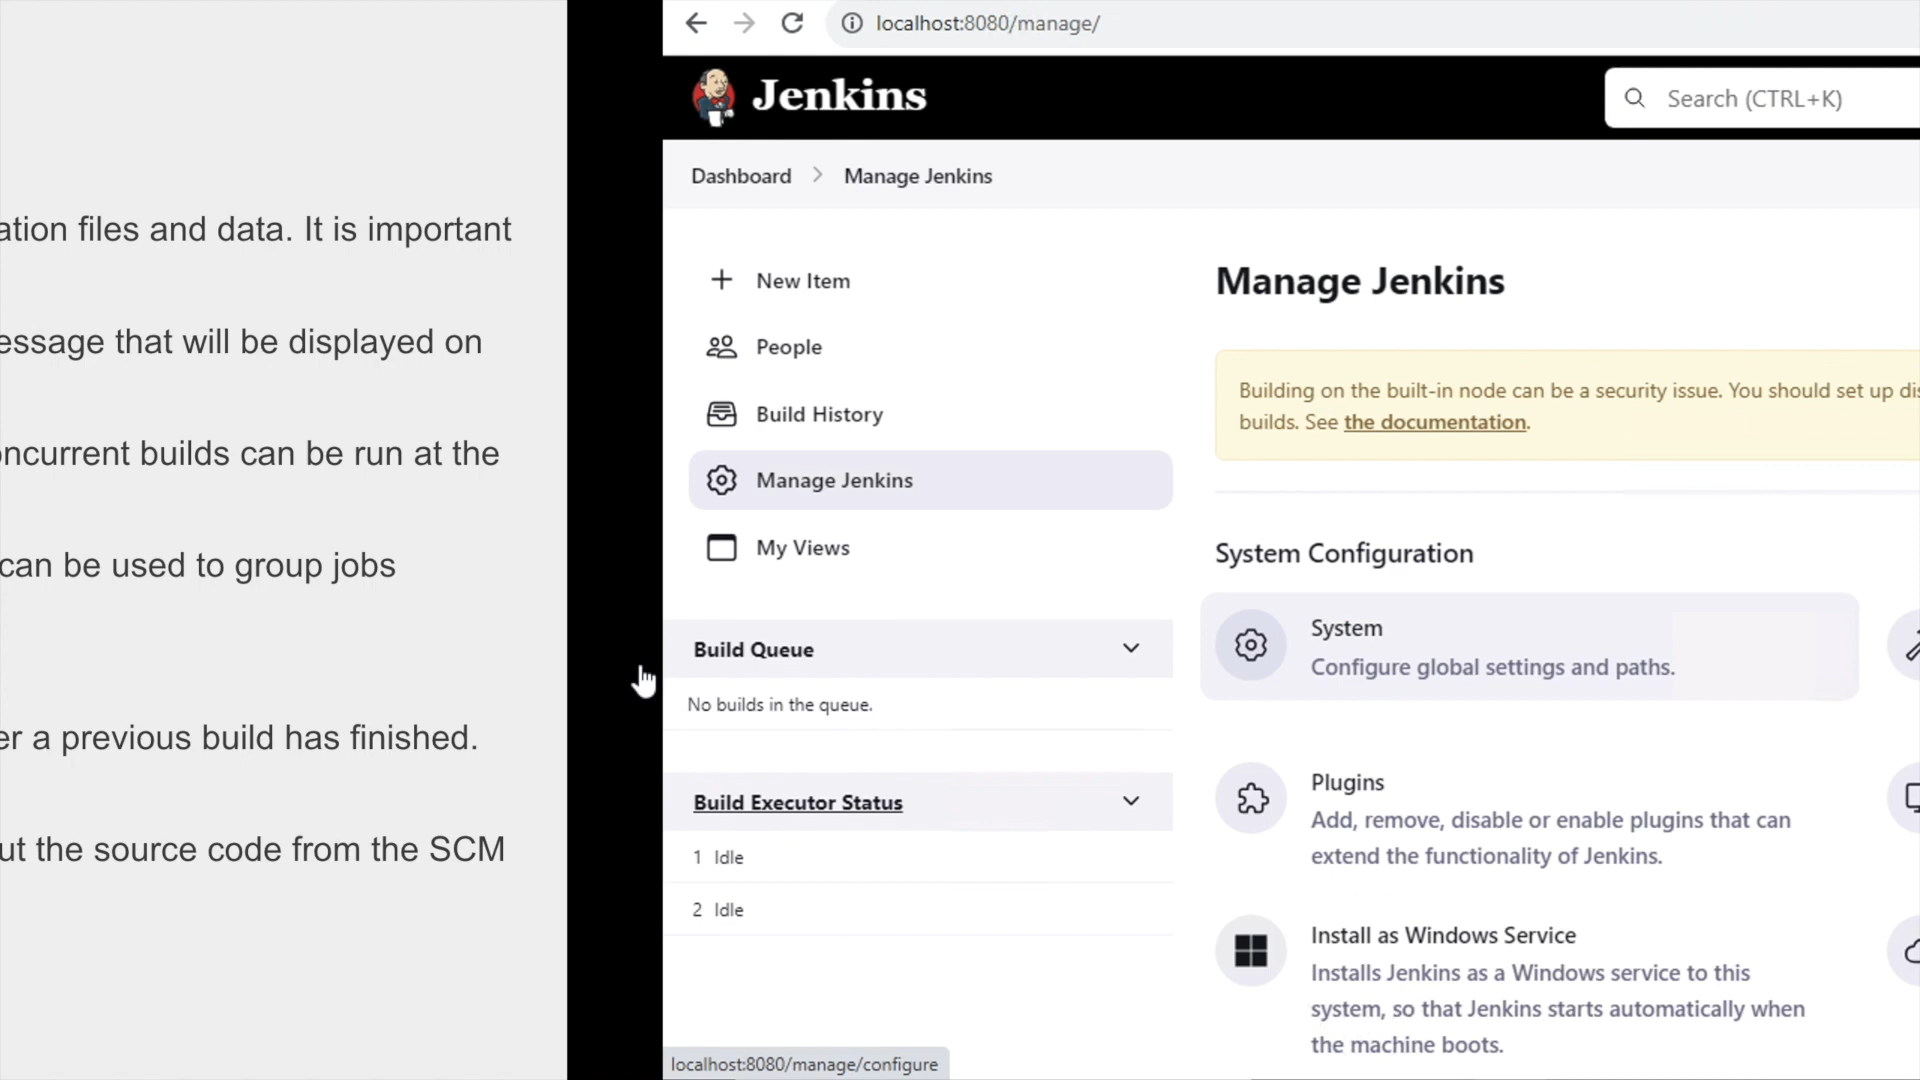 ation files and data. It is important
essage that will be displayed on
oncurrent builds can be run at the
can be used to group jobs
er a previous build has finished.
ut the source code from the SCM
localhost:8080/manage/
Jenkins
Search (CTRL+K)
Dashboard
Manage Jenkins
New Item
People
Build History
Manage Jenkins
My Views
Build Queue
No builds in the queue.
Build Executor Status
1 Idle
2 Idle
Manage Jenkins
Building on the built-in node can be a security issue. You should set up dis
builds. See the documentation.
System Configuration
System
Configure global settings and paths.
Plugins
Add, remove, disable or enable plugins that can
extend the functionality of Jenkins.
Install as Windows Service
Installs Jenkins as a Windows service to this
system, so that Jenkins starts automatically when
the machine boots.
localhost:8080/manage/configure